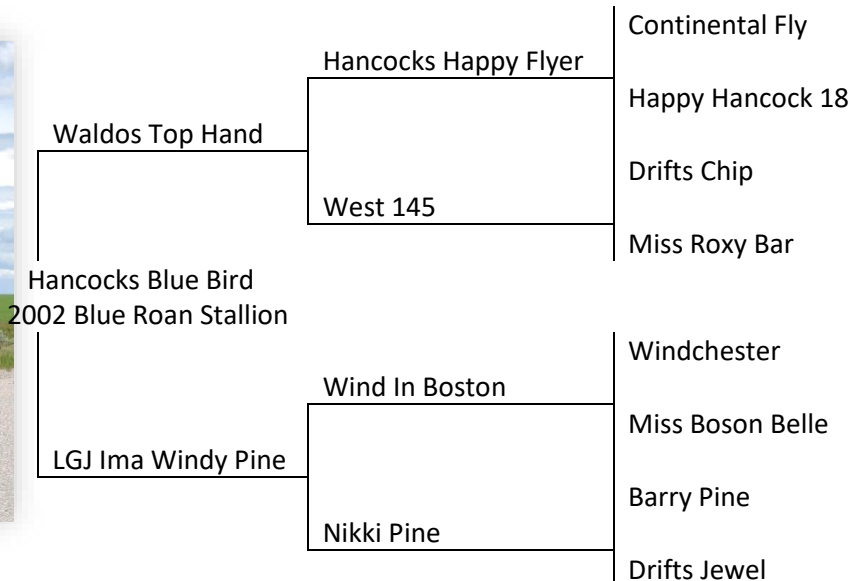 Continental Fly
Hancocks Happy Flyer
Happy Hancock 18
Waldos Top Hand
Drifts Chip
West 145
Miss Roxy Bar
Hancocks Blue Bird
2002 Blue Roan Stallion
Windchester
Wind In Boston
Miss Boson Belle
LGJ Ima Windy Pine
Barry Pine
Nikki Pine
Drifts Jewel